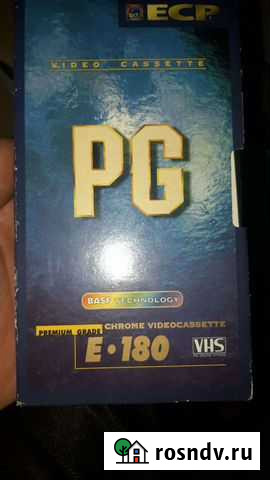 ECP
VIDEO CASSETTE
PG
BASF TECHNOLOGY
PREMIUM GRADE CHROME VIDEOCASSETTE
E·180 VHS
rosndv.ru